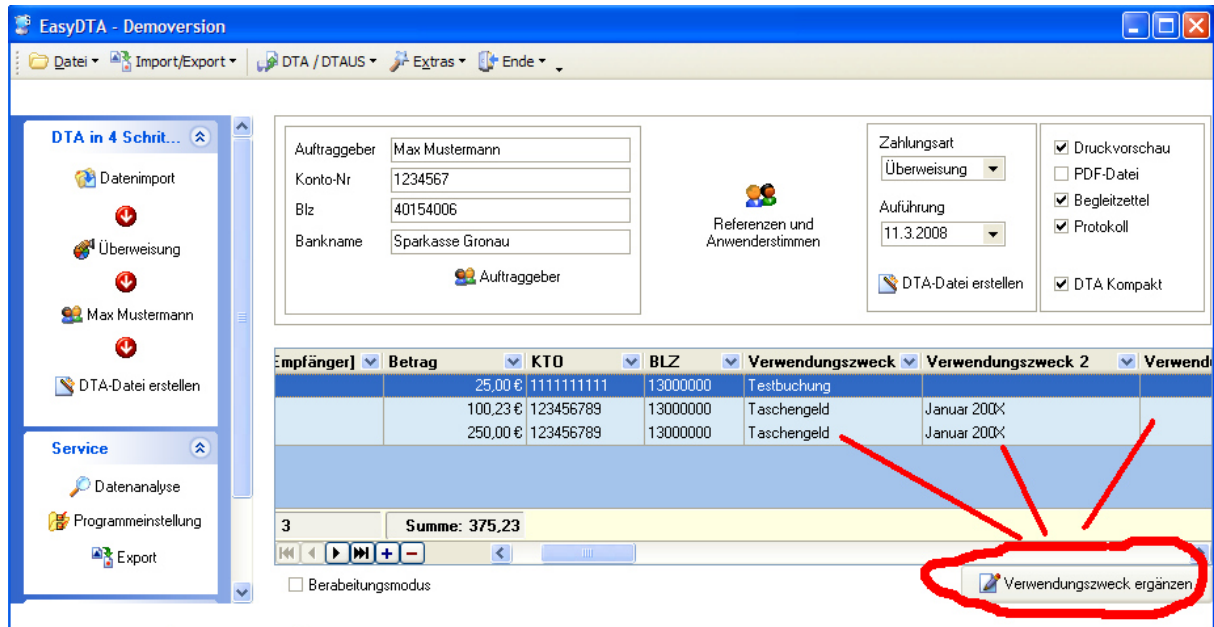 EasyDTA - Demoversion
Datei Import/Export DTA / DTAUS Extras Ende
DTA in 4 Schrit...
Datenimport
Überweisung
Max Mustermann
DTA-Datei erstellen
Service
Datenanalyse
Programmeinstellung
Export
Auftraggeber Max Mustermann
Konto-Nr 1234567
Blz 40154006
Bankname Sparkasse Gronau
Auftraggeber
Referenzen und
Anwenderstimmen
Zahlungsart
Überweisung
Auführung
11.3.2008
DTA-Datei erstellen
Druckvorschau
PDF-Datei
Begleitzettel
Protokoll
DTA Kompakt
Empfänger] Betrag KTO BLZ Verwendungszweck Verwendungszweck 2 Verwend
25,00 € 1111111111 13000000 Testbuchung
100,23 € 123456789 13000000 Taschengeld Januar 200X
250,00 € 123456789 13000000 Taschengeld Januar 200X
3 Summe: 375,23
Berabeitungsmodus
Verwendungszweck ergänzen